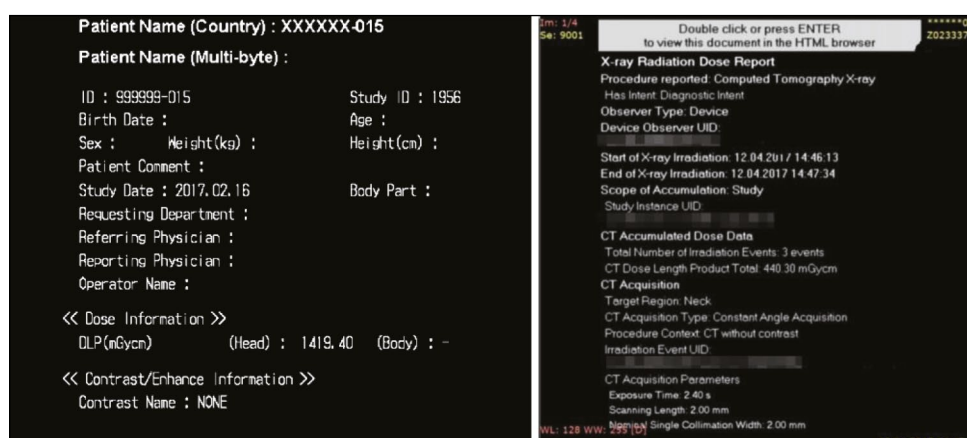 Patient Name (Country) : XXXXXX-015
Patient Name (Multi-byte) :
ID : 999999-015 Study ID : 1956
Birth Date : Age :
Sex : Weight(kg) : Height(cm) :
Patient Comment :
Study Date : 2017.02.16 Body Part :
Requesting Department :
Referring Physician :
Reporting Physician :
Operator Name :
<< Dose Information >>
DLP(mGycm) (Head) : 1419.40 (Body) : -
<< Contrast/Enhance Information >>
Contrast Name : NONE
Im: 1/4
Se: 9001
Double click or press ENTER
to view this document in the HTML browser
Z023337
X-ray Radiation Dose Report
Procedure reported: Computed Tomography X-ray
Has Intent: Diagnostic Intent
Observer Type: Device
Device Observer UID:
Start of X-ray Irradiation: 12.04.2017 14:46:13
End of X-ray Irradiation: 12.04.2017 14:47:34
Scope of Accumulation: Study
Study Instance UID:
CT Accumulated Dose Data
Total Number of Irradiation Events: 3 events
CT Dose Length Product Total: 440.30 mGycm
CT Acquisition
Target Region: Neck
CT Acquisition Type: Constant Angle Acquisition
Procedure Context: CT without contrast
Irradiation Event UID:
CT Acquisition Parameters
Exposure Time: 2.40 s
Scanning Length: 2.00 mm
Nominal Single Collimation Width: 2.00 mm
WL: 128 WW: 255 [D]